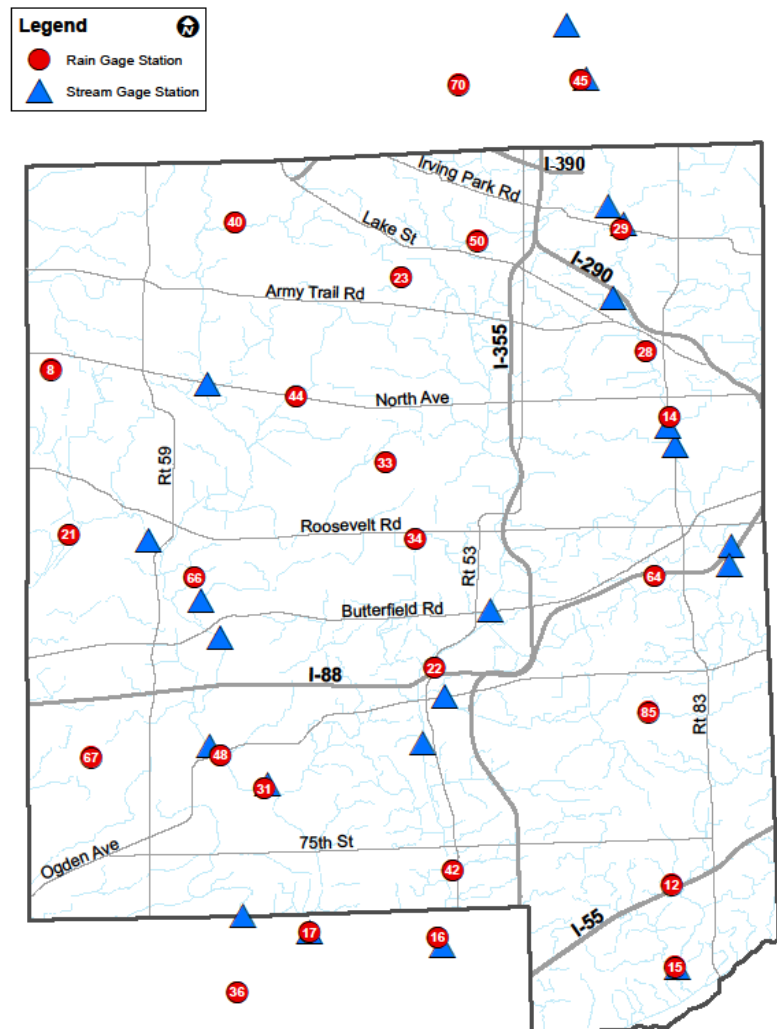 Legend
N
Rain Gage Station
Stream Gage Station
70
45
I-390
Irving Park Rd
40
Lake St
50
29
23
I-290
Army Trail Rd
I-355
28
8
44
North Ave
14
Rt 59
33
21
Roosevelt Rd
34
Rt 53
66
64
Butterfield Rd
22
I-88
85
Rt 83
67
48
31
75th St
Ogden Ave
42
12
I-55
17
16
15
36